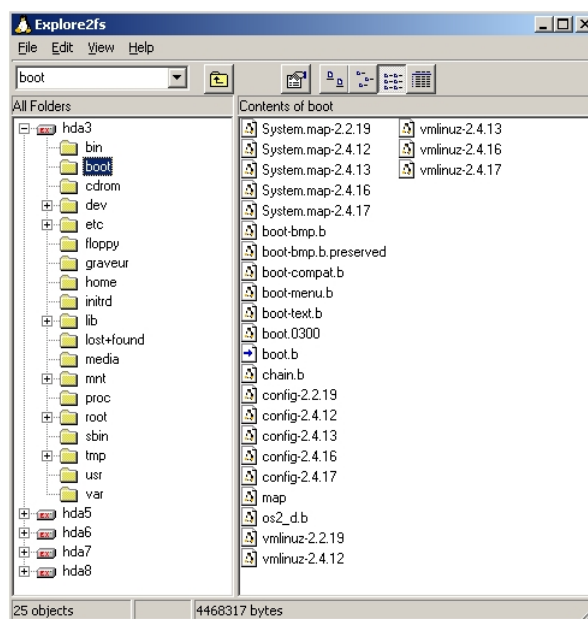 Explore2fs
File Edit View Help
boot
All Folders
Contents of boot
hda3
bin
boot
cdrom
dev
etc
floppy
graveur
home
initrd
lib
lost+found
media
mnt
proc
root
sbin
tmp
usr
var
hda5
hda6
hda7
hda8
System.map-2.2.19
System.map-2.4.12
System.map-2.4.13
System.map-2.4.16
System.map-2.4.17
boot-bmp.b
boot-bmp.b.preserved
boot-compat.b
boot-menu.b
boot-text.b
boot.0300
boot.b
chain.b
config-2.2.19
config-2.4.12
config-2.4.13
config-2.4.16
config-2.4.17
map
os2_d.b
vmlinuz-2.2.19
vmlinuz-2.4.12
vmlinuz-2.4.13
vmlinuz-2.4.16
vmlinuz-2.4.17
25 objects
4468317 bytes